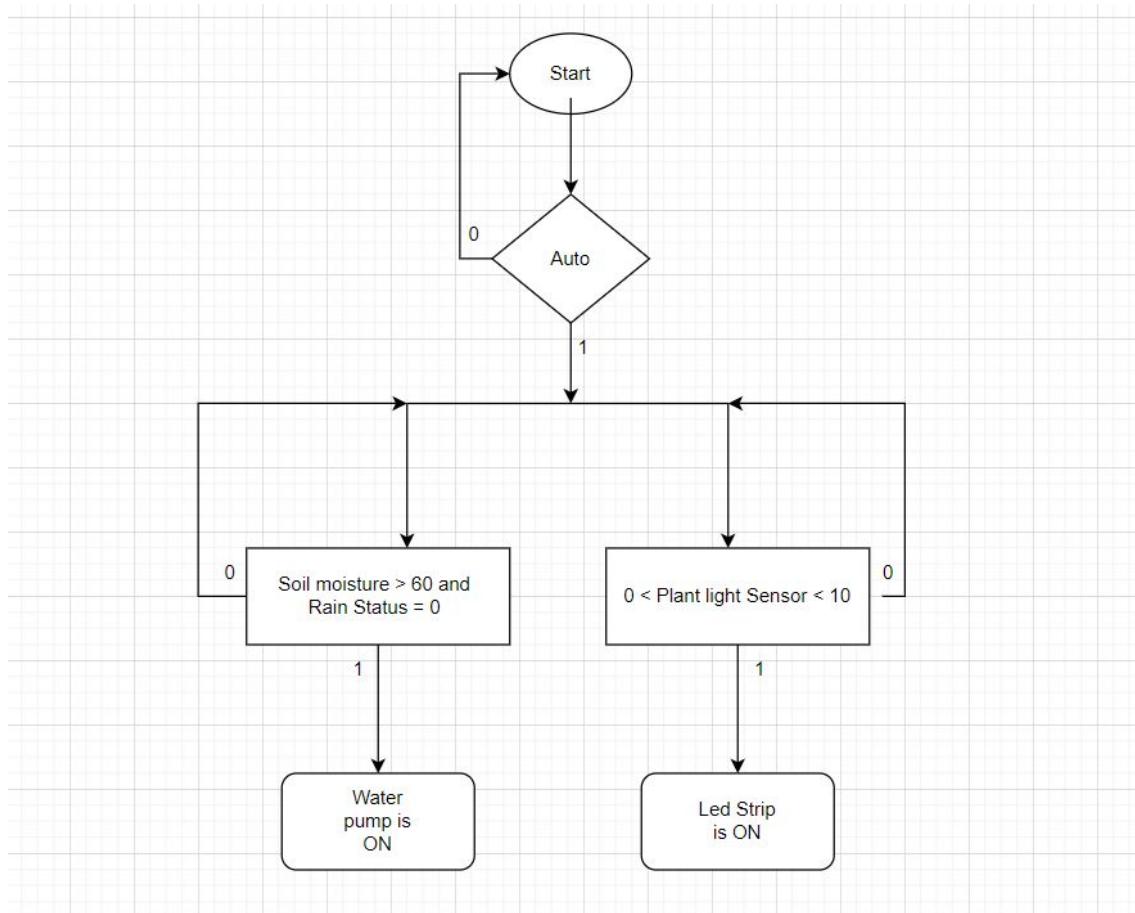 Start
0
Auto
1
0
Soil moisture > 60 and
Rain Status = 0
0
0 < Plant light Sensor < 10
1
1
Water
pump is
ON
Led Strip
is ON